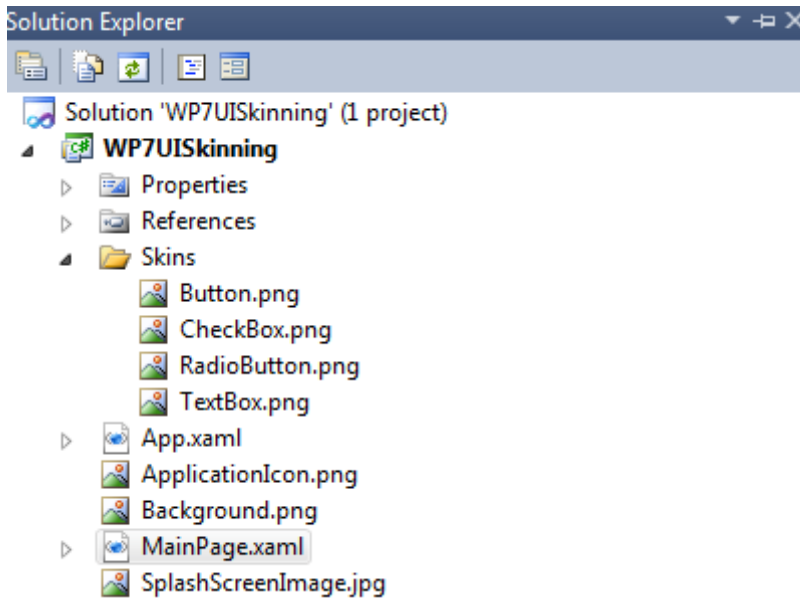 Solution Explorer
Solution 'WP7UISkinning' (1 project)
WP7UISkinning
Properties
References
Skins
Button.png
CheckBox.png
RadioButton.png
TextBox.png
App.xaml
ApplicationIcon.png
Background.png
MainPage.xaml
SplashScreenImage.jpg